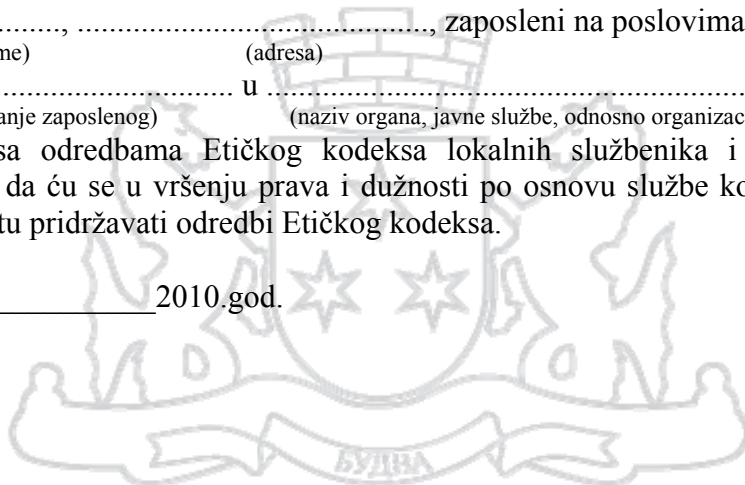 ........, ............................................, zaposleni na poslovima
me) (adresa)
.............................. u ............................................................
anje zaposlenog) (naziv organa, javne službe, odnosno organizac
sa odredbama Etičkog kodeksa lokalnih službenika i
da ću se u vršenju prava i dužnosti po osnovu službe ko
tu pridržavati odredbi Etičkog kodeksa.
___________2010.god.
БУДВА